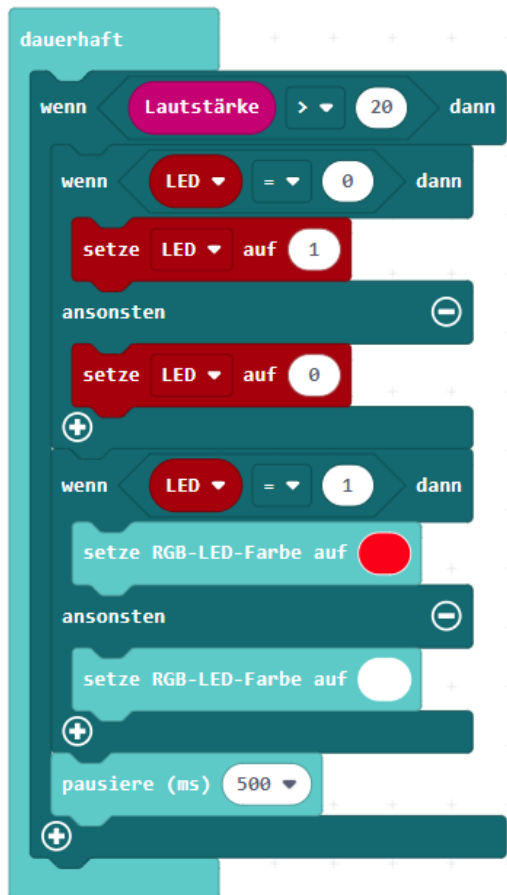 dauerhaft
wenn Lautstärke > 20 dann
wenn LED = 0 dann
setze LED auf 1
ansonsten
setze LED auf 0
wenn LED = 1 dann
setze RGB-LED-Farbe auf
ansonsten
setze RGB-LED-Farbe auf
pausiere (ms) 500